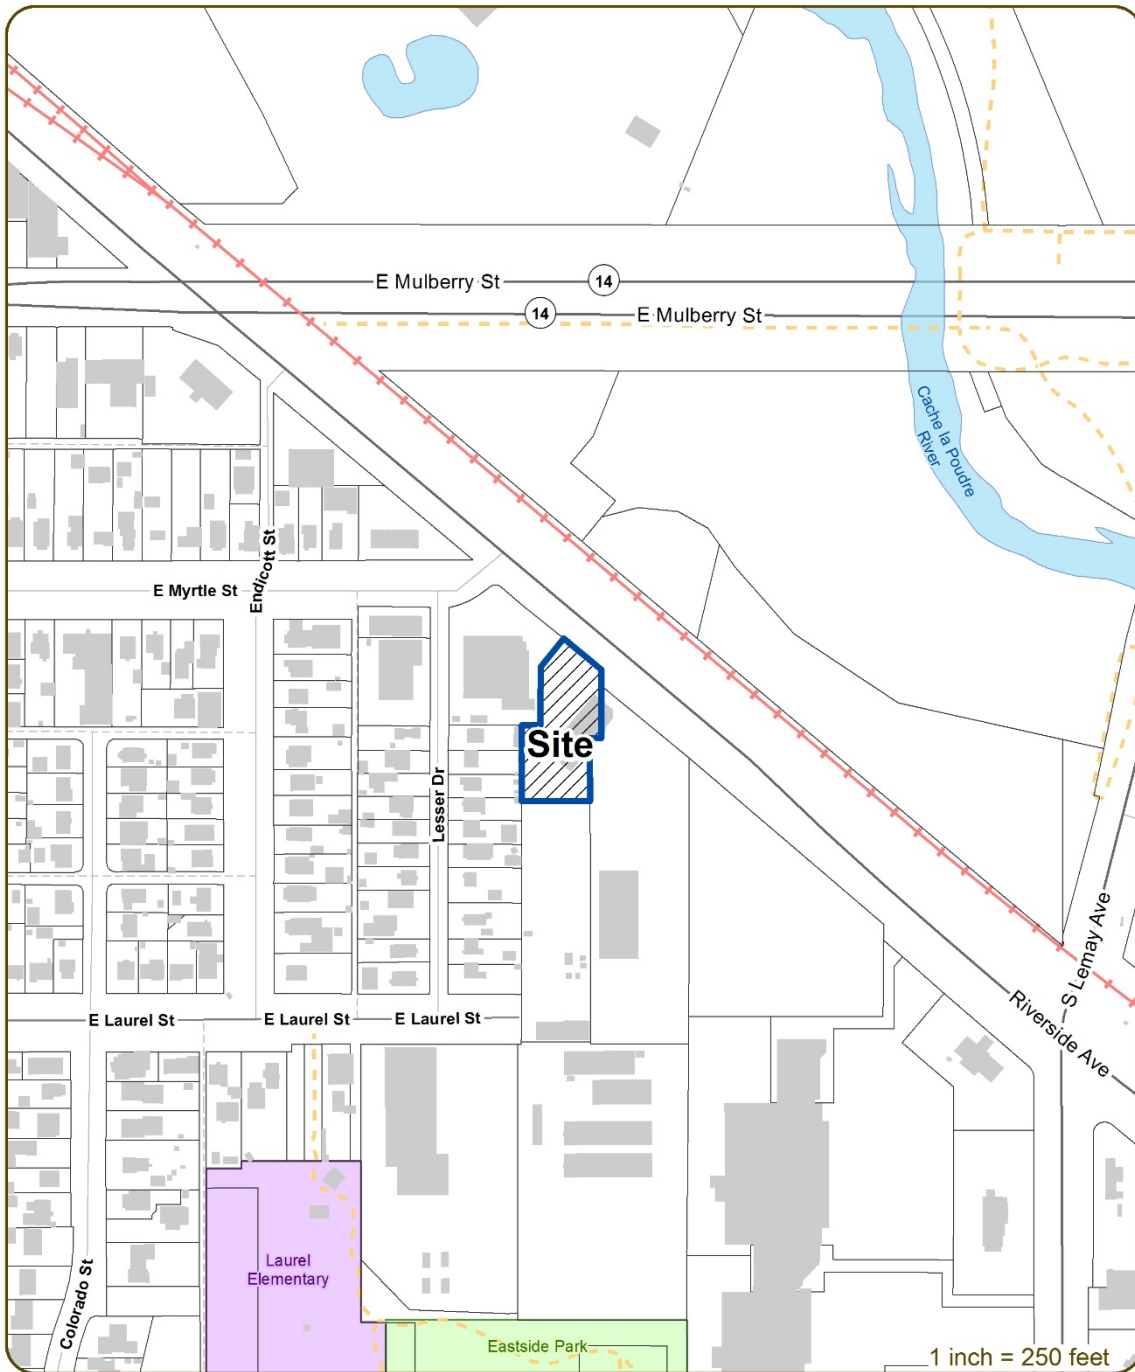 E Mulberry St
14
14
E Mulberry St
Cache la Poudre
River
Endicott St
E Myrtle St
Site
Lesser Dr
S Lemay Ave
Riverside Ave
E Laurel St
E Laurel St
E Laurel St
Laurel
Elementary
Colorado St
Eastside Park
1 inch = 250 feet